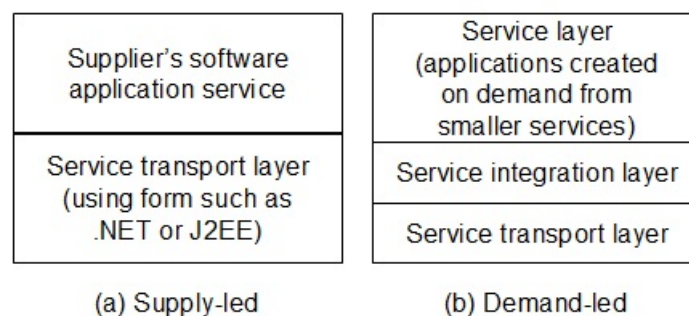 Supplier's software
application service
Service transport layer
(using form such as
.NET or J2EE)
(a) Supply-led
Service layer
(applications created
on demand from
smaller services)
Service integration layer
Service transport layer
(b) Demand-led